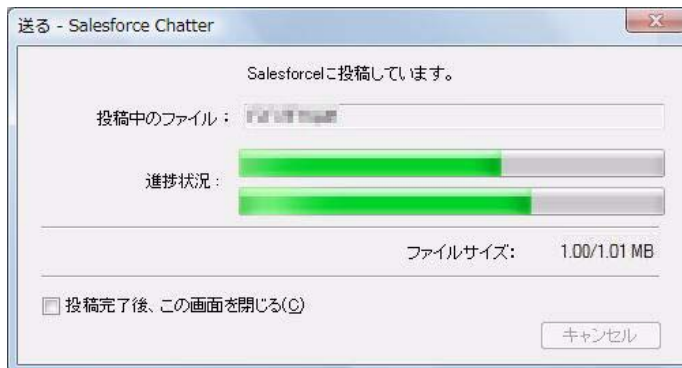 送る - Salesforce Chatter
Salesforceに投稿しています。
投稿中のファイル：
進捗状況：
ファイルサイズ： 1.00/1.01 MB
投稿完了後、この画面を閉じる(C)
キャンセル